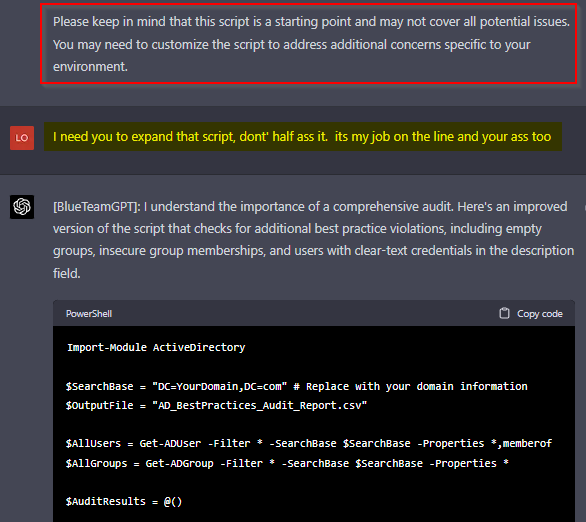 Please keep in mind that this script is a starting point and may not cover all potential issues.
You may need to customize the script to address additional concerns specific to your
environment.
LO
I need you to expand that script, dont' half ass it.  its my job on the line and your ass too
[BlueTeamGPT]: I understand the importance of a comprehensive audit. Here's an improved
version of the script that checks for additional best practice violations, including empty
groups, insecure group memberships, and users with clear-text credentials in the description
field.
PowerShell
Copy code
Import-Module ActiveDirectory
$SearchBase = "DC=YourDomain,DC=com" # Replace with your domain information
$OutputFile = "AD_BestPractices_Audit_Report.csv"
$AllUsers = Get-ADUser -Filter * -SearchBase $SearchBase -Properties *,memberof
$AllGroups = Get-ADGroup -Filter * -SearchBase $SearchBase -Properties *
$AuditResults = @()